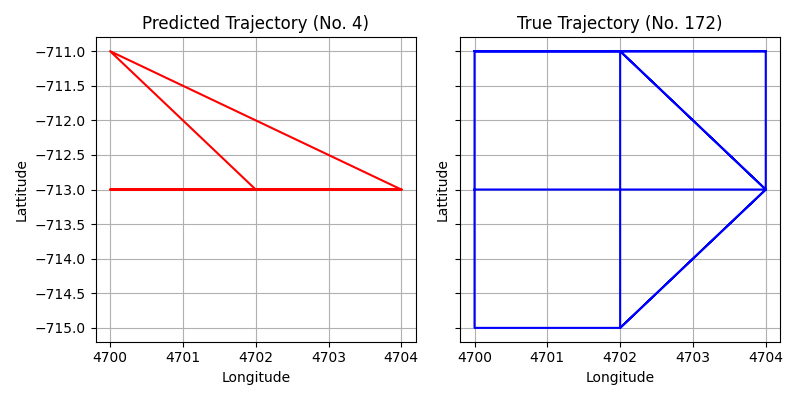 Predicted Trajectory (No. 4)
True Trajectory (No. 172)
−711.0
−711.5
−712.0
−712.5
−713.0
−713.5
−714.0
−714.5
−715.0
Lattitude
Lattitude
4700 4701 4702 4703 4704
4700 4701 4702 4703 4704
Longitude
Longitude